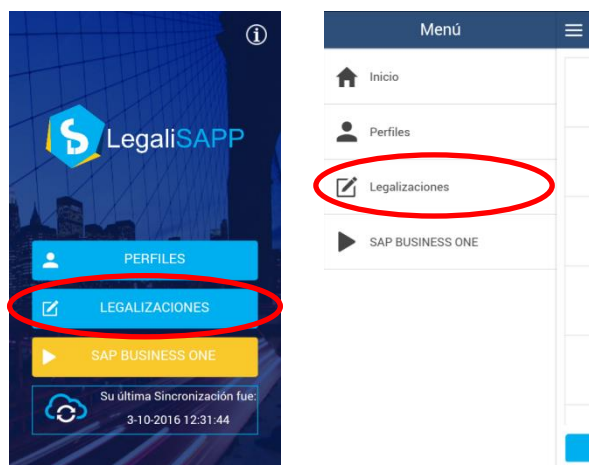 LegaliSAPP
PERFILES
LEGALIZACIONES
SAP BUSINESS ONE
Su última Sincronización fue:
3-10-2016 12:31:44
Menú
Inicio
Perfiles
Legalizaciones
SAP BUSINESS ONE